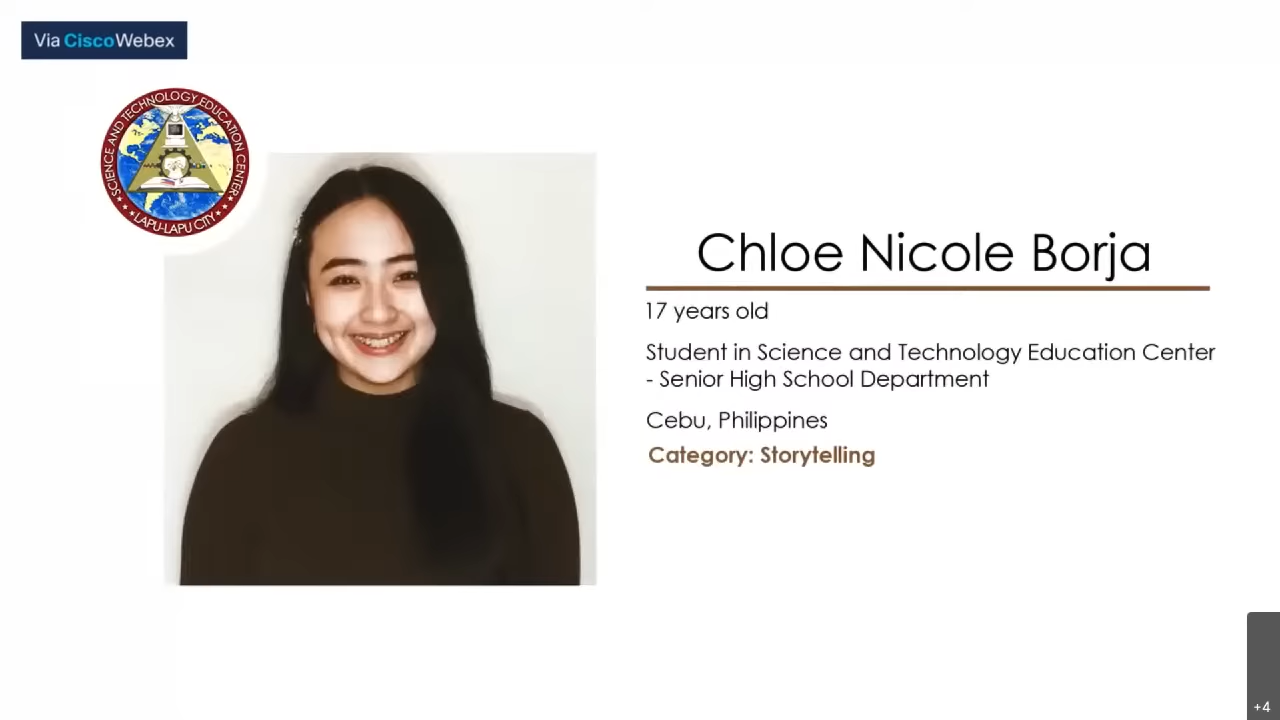 Via CiscoWebex
SCIENCE AND TECHNOLOGY EDUCATION CENTER
LAPU-LAPU CITY
Chloe Nicole Borja
17 years old
Student in Science and Technology Education Center
- Senior High School Department
Cebu, Philippines
Category: Storytelling
+4